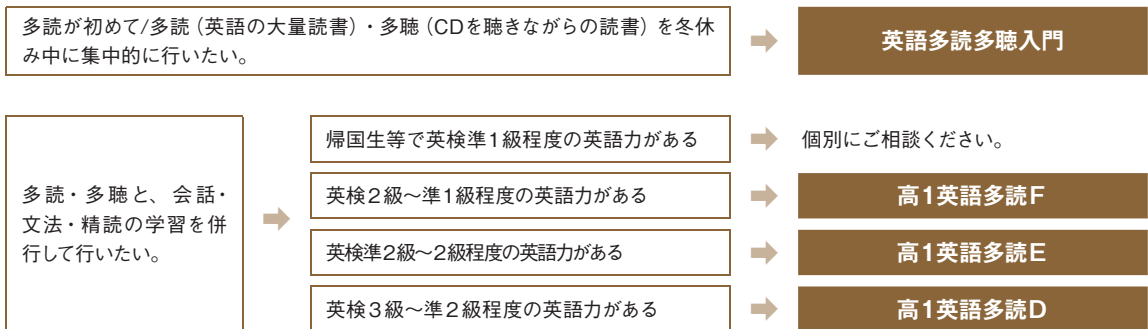 多読が初めて/多読（英語の大量読書）・多聴（CDを聴きながらの読書）を冬休
み中に集中的に行いたい。
英語多読多聴入門
多読・多聴と、会話・
文法・精読の学習を併
行して行いたい。
帰国生等で英検準1級程度の英語力がある
個別にご相談ください。
英検２級〜準１級程度の英語力がある
高1英語多読F
英検準2級〜2級程度の英語力がある
高1英語多読E
英検３級〜準２級程度の英語力がある
高1英語多読D